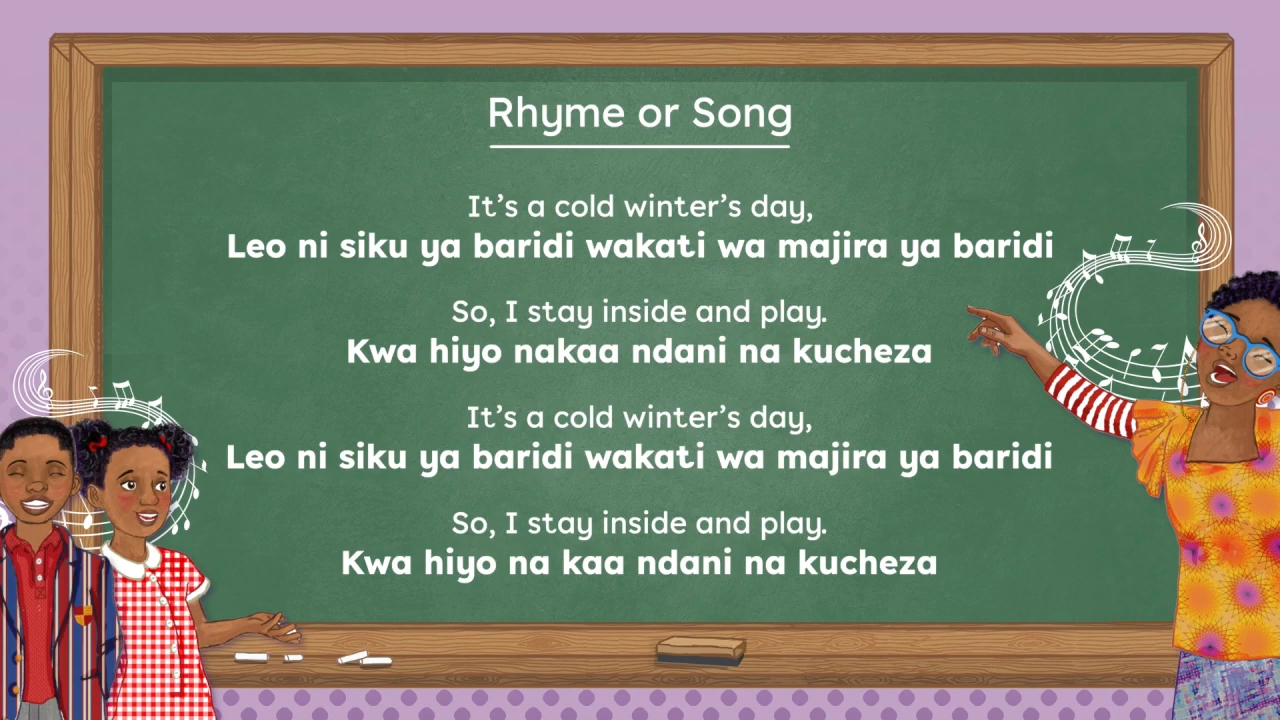 Rhyme or Song
It's a cold winter's day,
Leo ni siku ya baridi wakati wa majira ya baridi
So, I stay inside and play.
Kwa hiyo nakaa ndani na kucheza
It's a cold winter's day,
Leo ni siku ya baridi wakati wa majira ya baridi
So, I stay inside and play.
Kwa hiyo na kaa ndani na kucheza